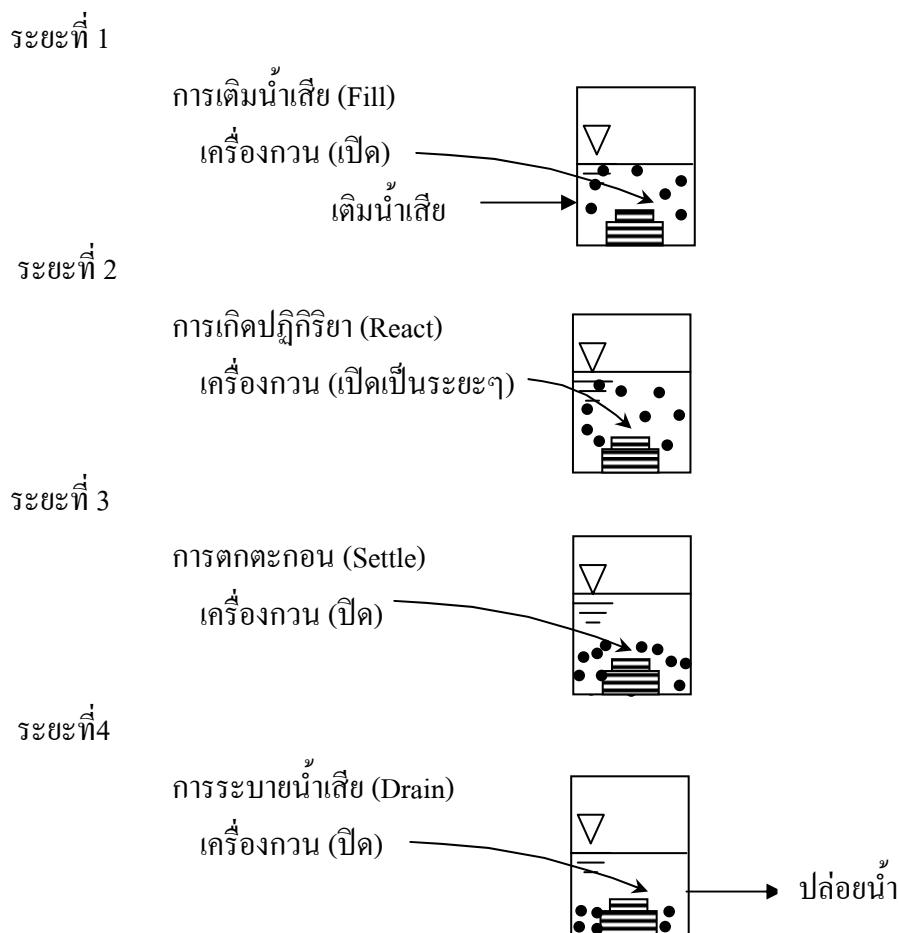 ระยะที่ 1
การเติมน้ำเสีย (Fill)
เครื่องกวน (เปิด)
เติมน้ำเสีย
ระยะที่ 2
การเกิดปฏิกิริยา (React)
เครื่องกวน (เปิดเป็นระยะๆ)
ระยะที่ 3
การตกตะกอน (Settle)
เครื่องกวน (ปิด)
ระยะที่4
การระบายน้ำเสีย (Drain)
เครื่องกวน (ปิด)
ปล่อยน้ำ